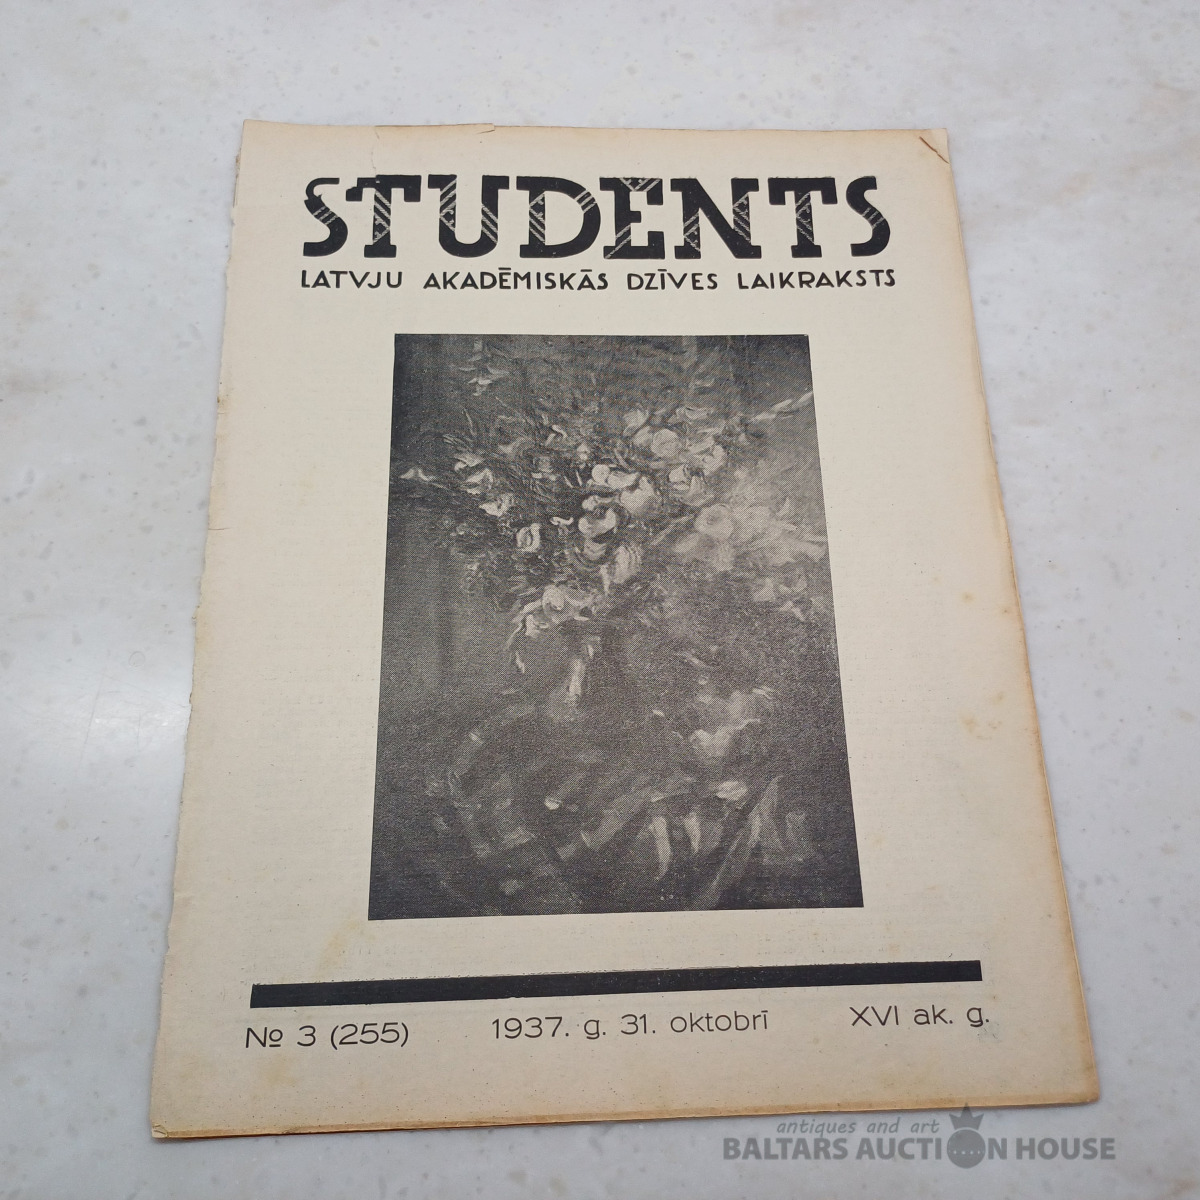 STUDENTS
LATVJU AKADĒMISKĀS DZĪVES LAIKRAKSTS
№ 3 (255) 1937. g. 31. oktobrī XVI ak. g.
antiques and art
BALTARS AUCTION HOUSE